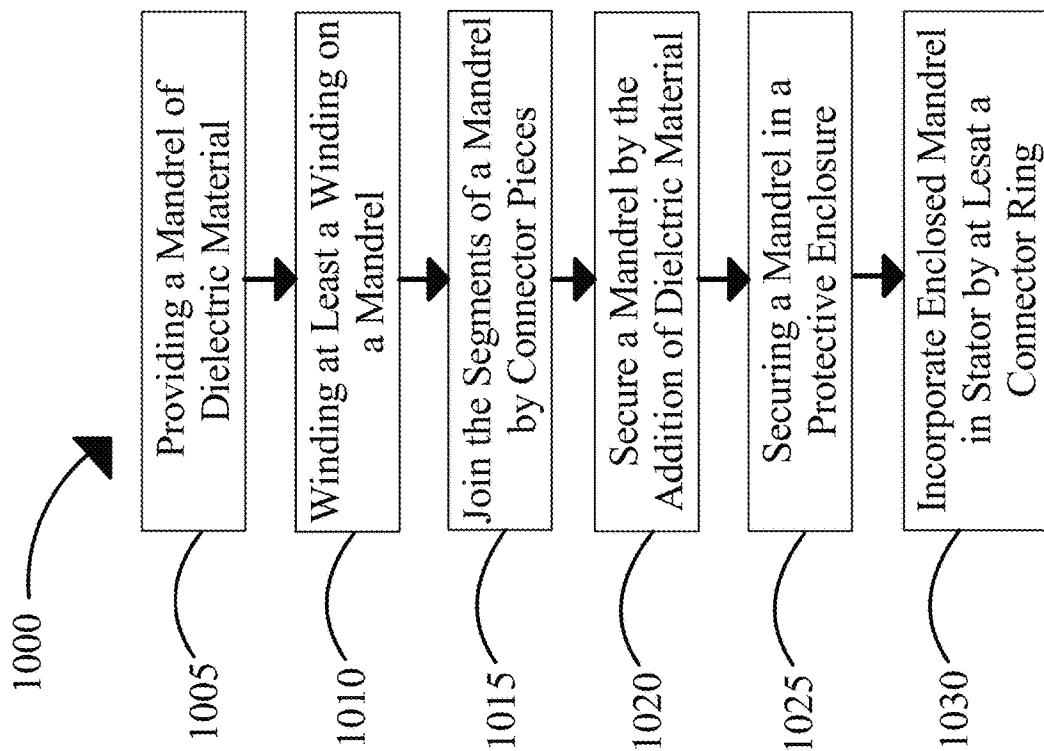 1000
1005
Providing a Mandrel of
Dielectric Material
1010
Winding at Least a Winding on
a Mandrel
1015
Join the Segments of a Mandrel
by Connector Pieces
1020
Secure a Mandrel by the
Addition of Dielctric Material
1025
Securing a Mandrel in a
Protective Enclosure
1030
Incorporate Enclosed Mandrel
in Stator by at Lesat a
Connector Ring